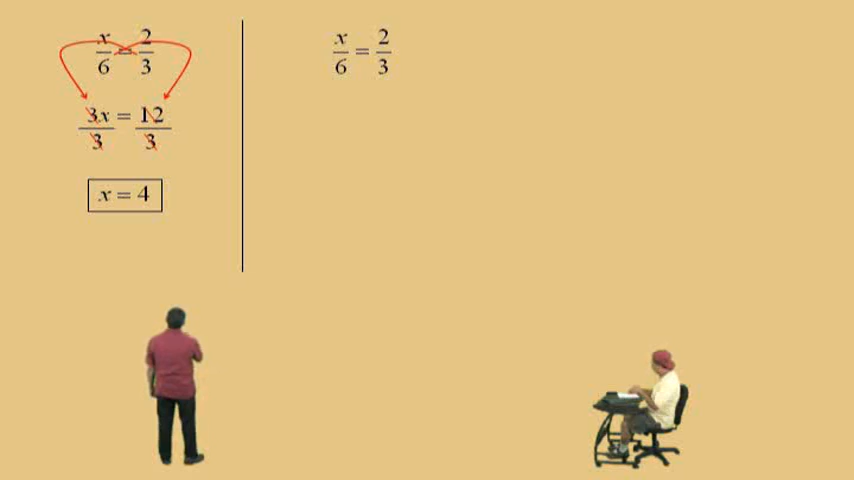 x/6 = 2/3
3x/3 = 12/3
x = 4
x/6 = 2/3